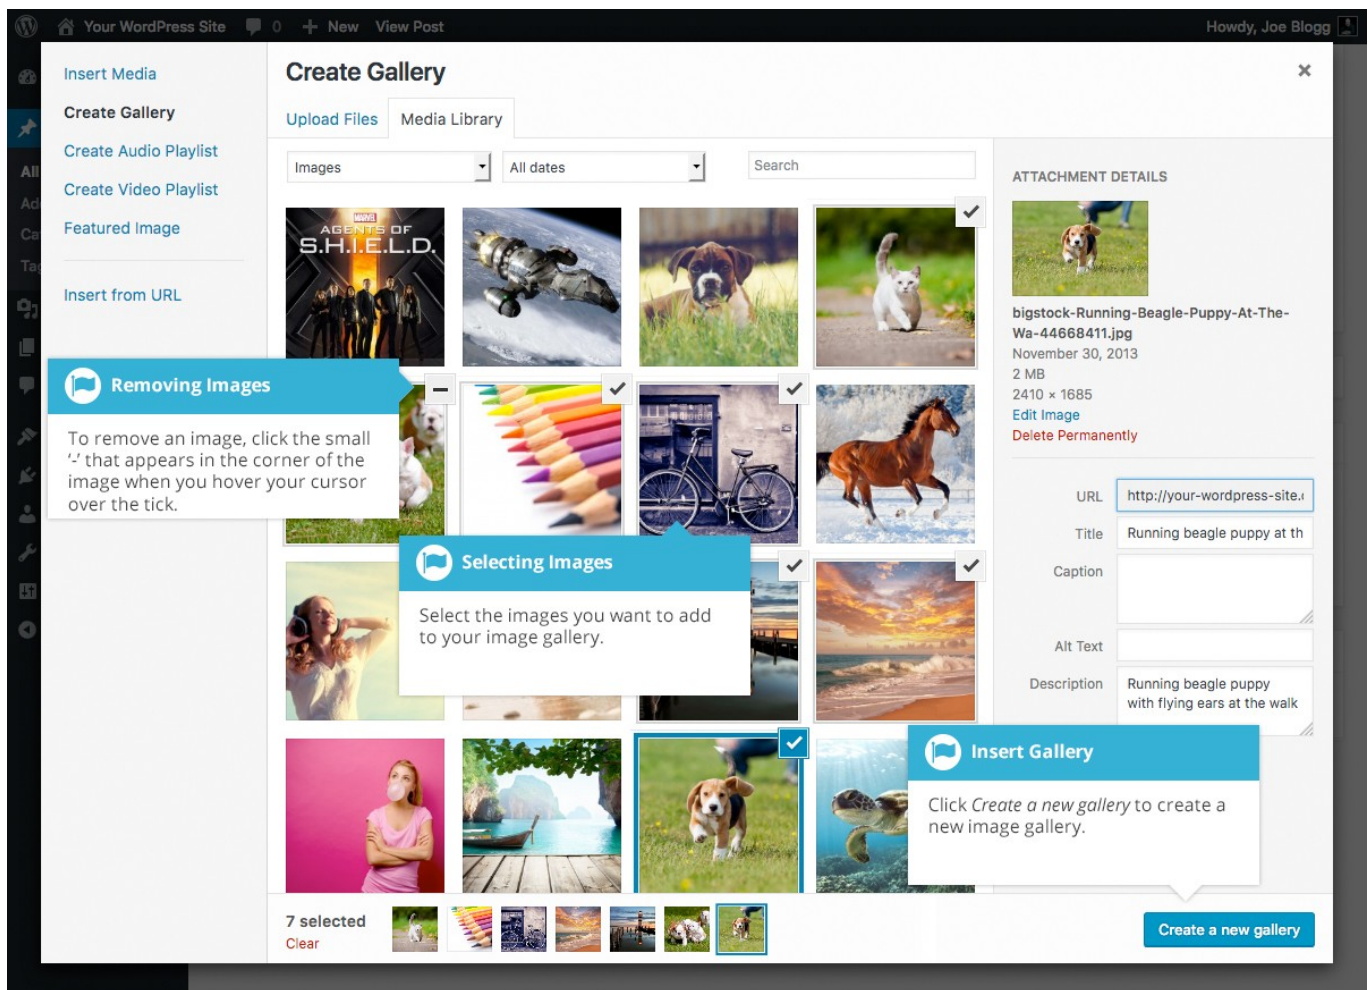 Your WordPress Site 0 New View Post Howdy, Joe Blogg
Insert Media
Create Gallery
Create Audio Playlist
Create Video Playlist
Featured Image
Insert from URL
All
Create Gallery
Upload Files Media Library
Images All dates Search
MARVEL
AGENTS OF
S.H.I.E.L.D.
Removing Images
To remove an image, click the small
‘-’ that appears in the corner of the
image when you hover your cursor
over the tick.
Selecting Images
Select the images you want to add
to your image gallery.
ATTACHMENT DETAILS
bigstock-Running-Beagle-Puppy-At-The-
Wa-44668411.jpg
November 30, 2013
2 MB
2410 × 1685
Edit Image
Delete Permanently
URL http://your-wordpress-site.
Title Running beagle puppy at th
Caption
Alt Text
Description Running beagle puppy
with flying ears at the walk
Insert Gallery
Click Create a new gallery to create a
new image gallery.
7 selected
Clear
Create a new gallery